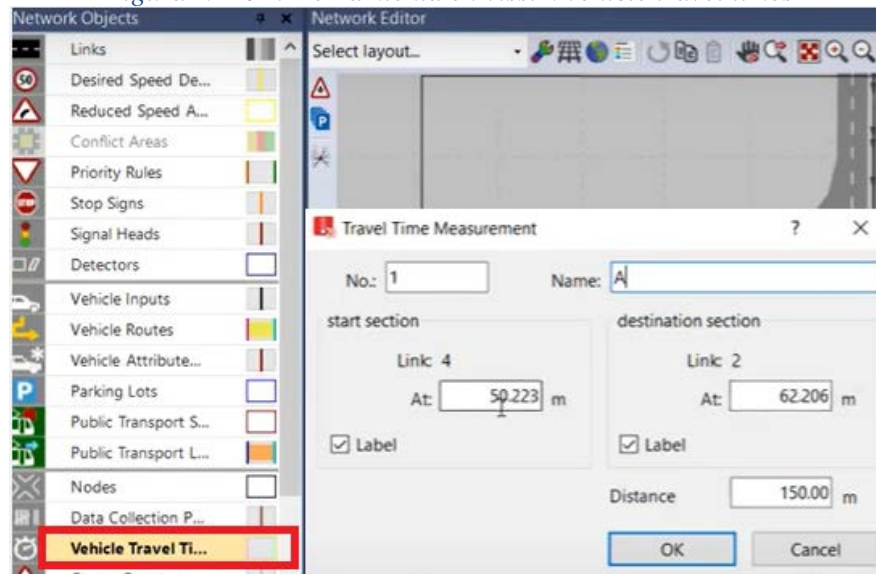 Network Objects
Links
50
Desired Speed De...
Reduced Speed A...
Conflict Areas
Priority Rules
STOP
Stop Signs
Signal Heads
Detectors
Vehicle Inputs
Vehicle Routes
Vehicle Attribute...
P
Parking Lots
Public Transport S...
Public Transport L...
Nodes
Data Collection P...
Vehicle Travel Ti...
Network Editor
Select layout...
P
Travel Time Measurement
?
No.: 1
Name: A
start section
Link: 4
At: 50.223 m
Label
destination section
Link: 2
At: 62.206 m
Label
Distance 150.00 m
OK
Cancel